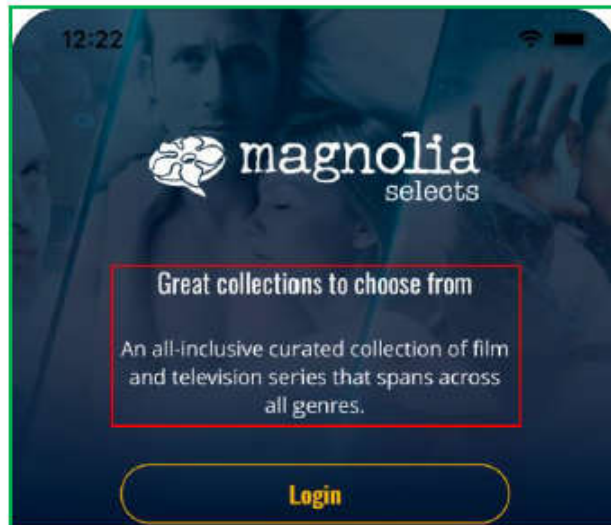 12:22
magnolia
selects
Great collections to choose from
An all-inclusive curated collection of film
and television series that spans across
all genres.
Login